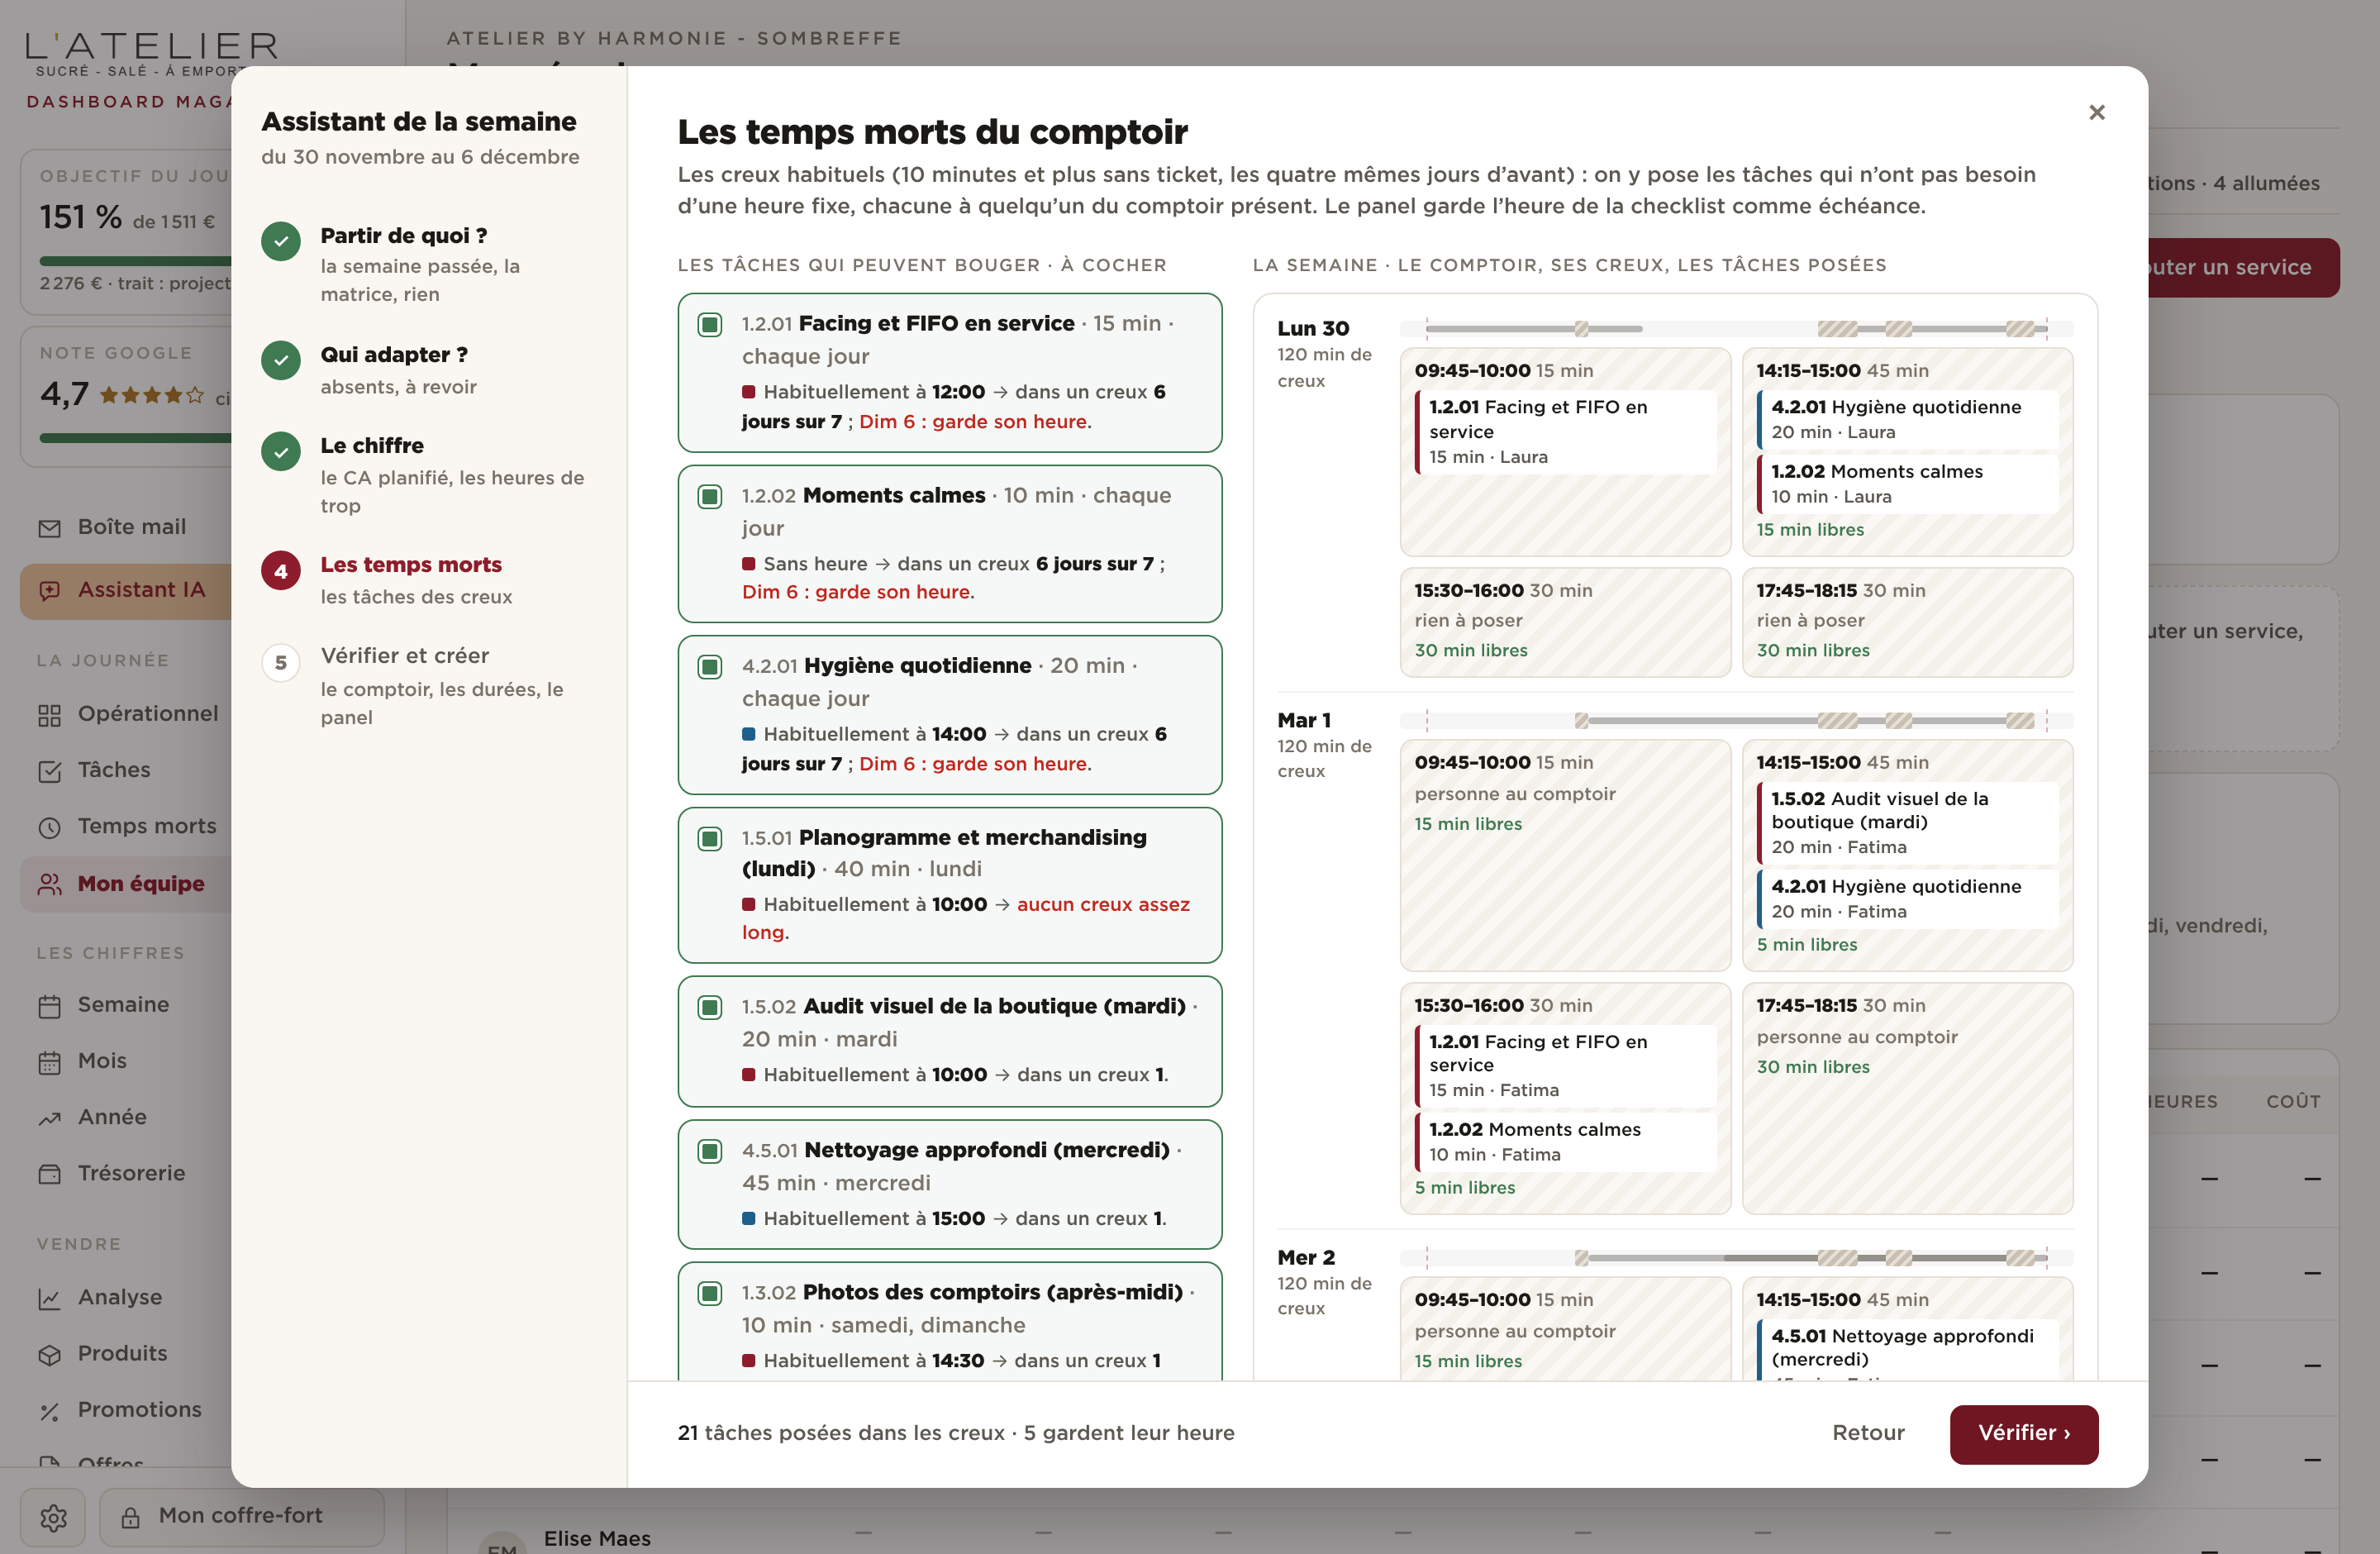 L'ATELIER
SUCRÉ - SALÉ - Á EMPORT
DASHBOARD MAGA
OBJECTIF DU JOU
151 % de 1 511 €
2 276 € · trait : project
NOTE GOOGLE
4,7
Boîte mail
Assistant IA
LA JOURNÉE
Opérationnel
Tâches
Temps morts
Mon équipe
LES CHIFFRES
Semaine
Mois
Année
Trésorerie
VENDRE
Analyse
Produits
Promotions
Offres
Mon coffre-fort
ATELIER BY HARMONIE - SOMBREFFE
tions · 4 allumées
outer un service
uter un service,
di, vendredi,
HEURES COÛT
Elise Maes
Assistant de la semaine
du 30 novembre au 6 décembre
Partir de quoi ?
la semaine passée, la
matrice, rien
Qui adapter ?
absents, à revoir
Le chiffre
le CA planifié, les heures de
trop
4 Les temps morts
les tâches des creux
5 Vérifier et créer
le comptoir, les durées, le
panel
Les temps morts du comptoir
×
Les creux habituels (10 minutes et plus sans ticket, les quatre mêmes jours d’avant) : on y pose les tâches qui n’ont pas besoin
d’une heure fixe, chacune à quelqu’un du comptoir présent. Le panel garde l’heure de la checklist comme échéance.
LES TÂCHES QUI PEUVENT BOUGER · À COCHER
1.2.01 Facing et FIFO en service · 15 min ·
chaque jour
Habituellement à 12:00 → dans un creux 6
jours sur 7 ; Dim 6 : garde son heure.
1.2.02 Moments calmes · 10 min · chaque
jour
Sans heure → dans un creux 6 jours sur 7 ;
Dim 6 : garde son heure.
4.2.01 Hygiène quotidienne · 20 min ·
chaque jour
Habituellement à 14:00 → dans un creux 6
jours sur 7 ; Dim 6 : garde son heure.
1.5.01 Planogramme et merchandising
(lundi) · 40 min · lundi
Habituellement à 10:00 → aucun creux assez
long.
1.5.02 Audit visuel de la boutique (mardi) ·
20 min · mardi
Habituellement à 10:00 → dans un creux 1.
4.5.01 Nettoyage approfondi (mercredi) ·
45 min · mercredi
Habituellement à 15:00 → dans un creux 1.
1.3.02 Photos des comptoirs (après-midi) ·
10 min · samedi, dimanche
Habituellement à 14:30 → dans un creux 1
LA SEMAINE · LE COMPTOIR, SES CREUX, LES TÂCHES POSÉES
Lun 30
120 min de
creux
09:45–10:00 15 min
1.2.01 Facing et FIFO en
service
15 min · Laura
14:15–15:00 45 min
4.2.01 Hygiène quotidienne
20 min · Laura
1.2.02 Moments calmes
10 min · Laura
15 min libres
15:30–16:00 30 min
rien à poser
30 min libres
17:45–18:15 30 min
rien à poser
30 min libres
Mar 1
120 min de
creux
09:45–10:00 15 min
personne au comptoir
15 min libres
14:15–15:00 45 min
1.5.02 Audit visuel de la
boutique (mardi)
20 min · Fatima
4.2.01 Hygiène quotidienne
20 min · Fatima
5 min libres
15:30–16:00 30 min
1.2.01 Facing et FIFO en
service
15 min · Fatima
1.2.02 Moments calmes
10 min · Fatima
5 min libres
17:45–18:15 30 min
personne au comptoir
30 min libres
Mer 2
120 min de
creux
09:45–10:00 15 min
personne au comptoir
15 min libres
14:15–15:00 45 min
4.5.01 Nettoyage approfondi
(mercredi)
21 tâches posées dans les creux · 5 gardent leur heure
Retour
Vérifier ›